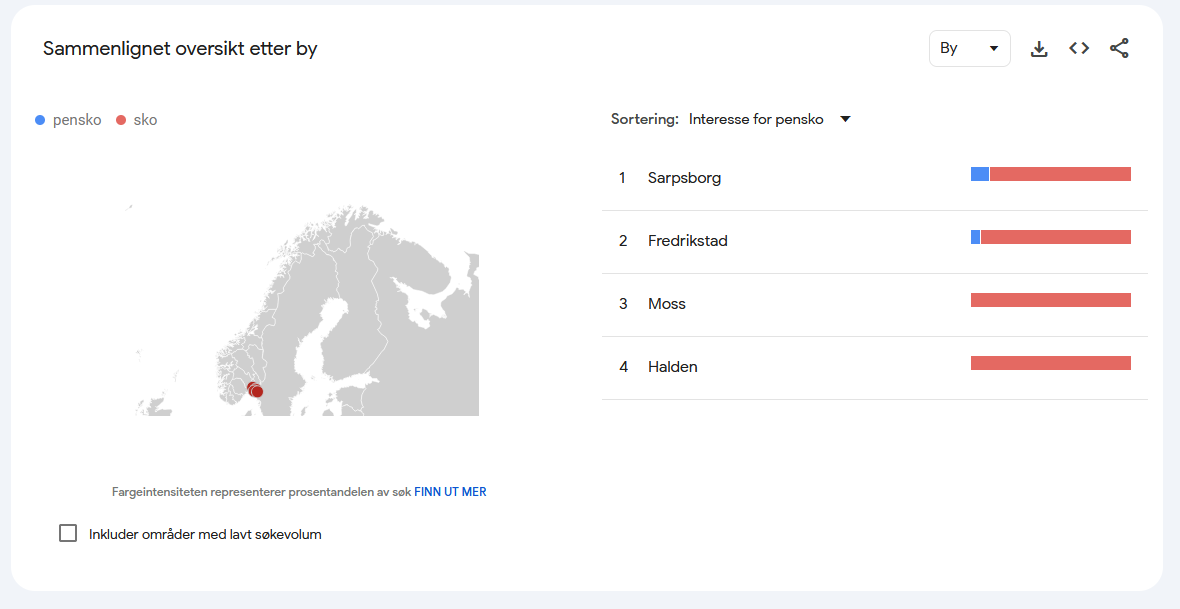 Sammenlignet oversikt etter by
By
pensko sko
Sortering: Interesse for pensko
1 Sarpsborg
2 Fredrikstad
3 Moss
4 Halden
Fargeintensiteten representerer prosentandelen av søk FINN UT MER
Inkluder områder med lavt søkevolum